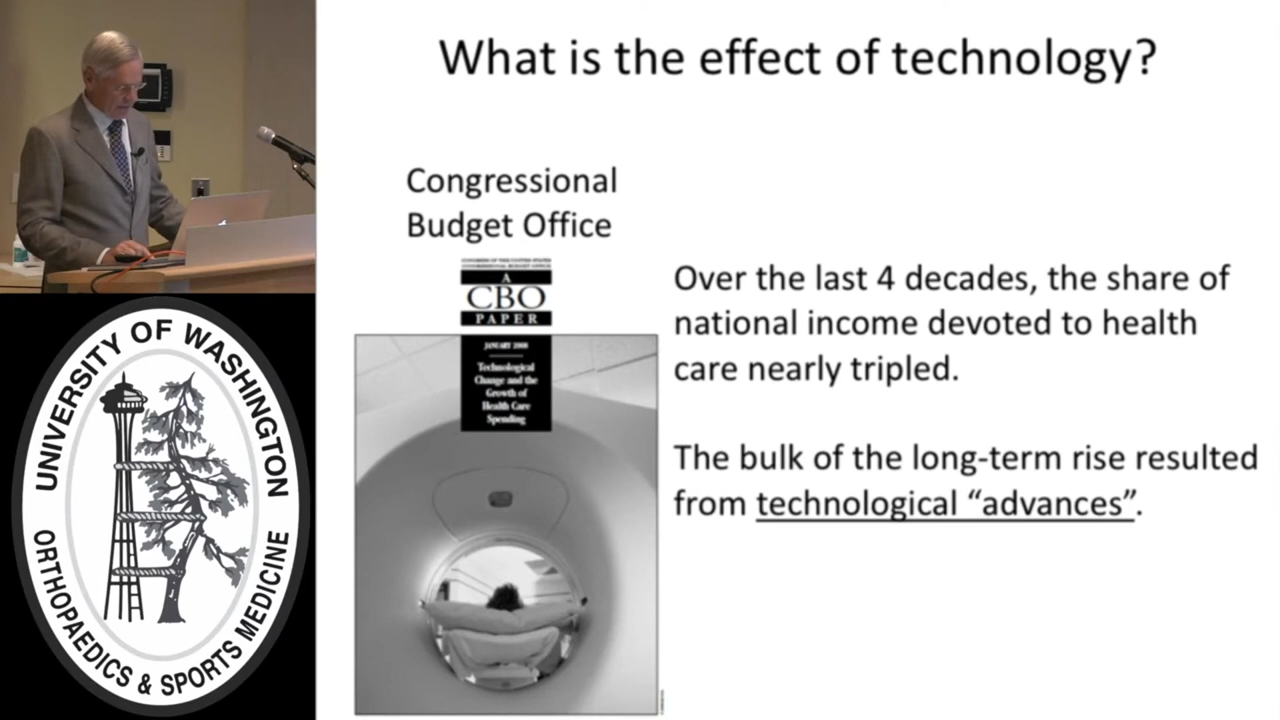 What is the effect of technology?
Congressional
Budget Office
CONGRESS OF THE UNITED STATES
CONGRESSIONAL BUDGET OFFICE
A
CBO
PAPER
JANUARY 2008
Technological
Change and the
Growth of
Health Care
Spending
Over the last 4 decades, the share of
national income devoted to health
care nearly tripled.
The bulk of the long-term rise resulted
from technological “advances”.
UNIVERSITY OF WASHINGTON
ORTHOPAEDICS & SPORTS MEDICINE